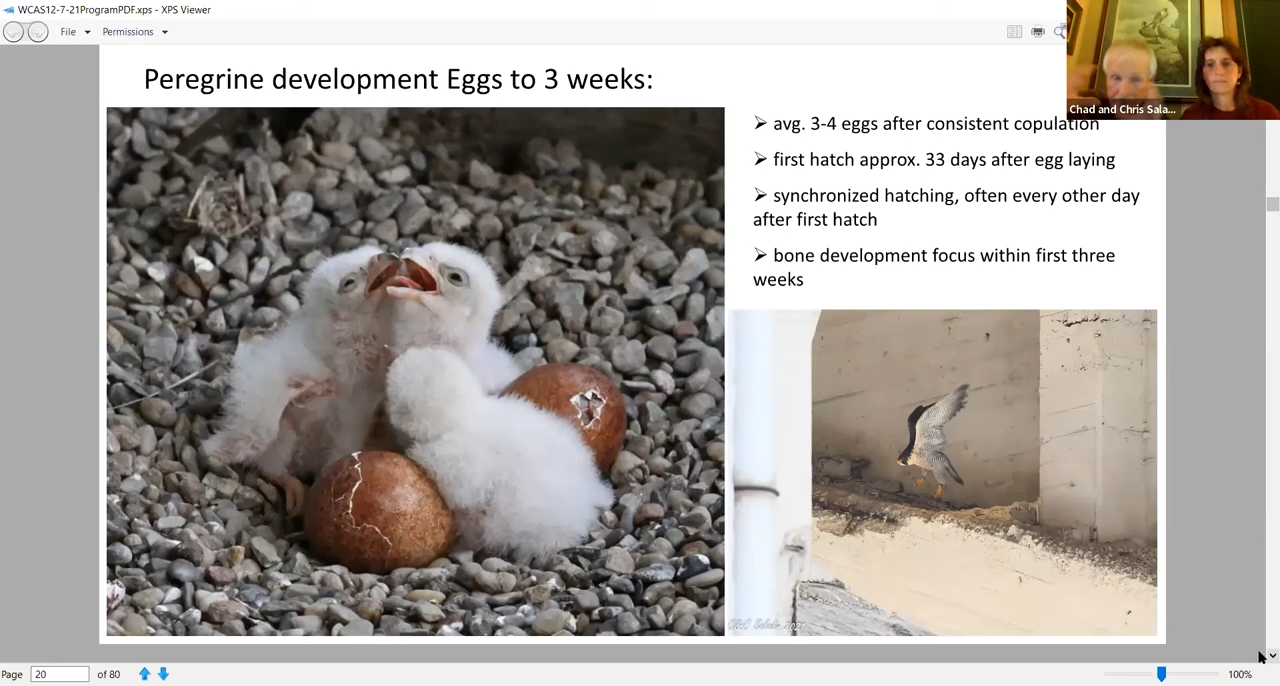 WCAS12-7-21ProgramPDF.xps - XPS Viewer
File Permissions
Chad and Chris Sala...
Peregrine development Eggs to 3 weeks:
➢ avg. 3-4 eggs after consistent copulation
➢ first hatch approx. 33 days after egg laying
➢ synchronized hatching, often every other day
after first hatch
➢ bone development focus within first three
weeks
2021
Page 20 of 80 100%